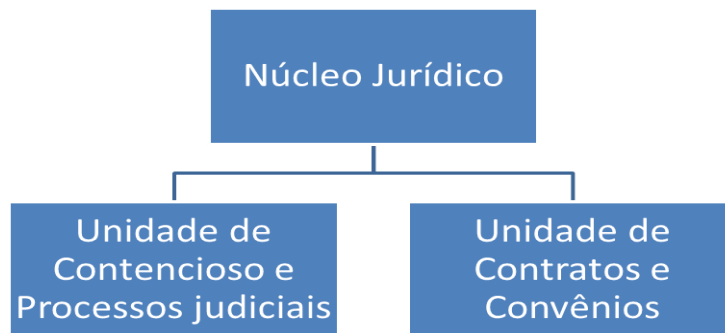 Núcleo Jurídico
Unidade de
Contencioso e
Processos judiciais
Unidade de
Contratos e
Convênios